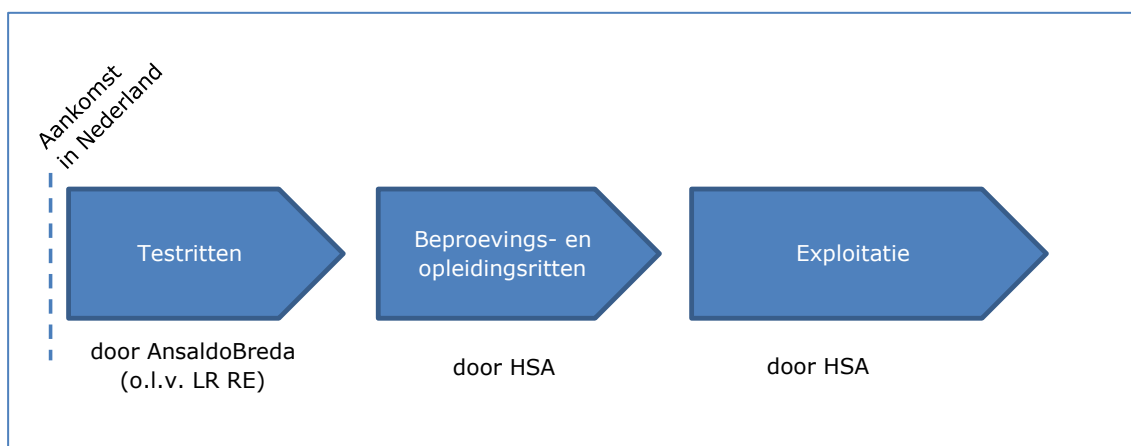 Aankomst
in Nederland
Testritten
Beproevings- en
opleidingsritten
Exploitatie
door AnsaldoBreda
(o.l.v. LR RE)
door HSA
door HSA